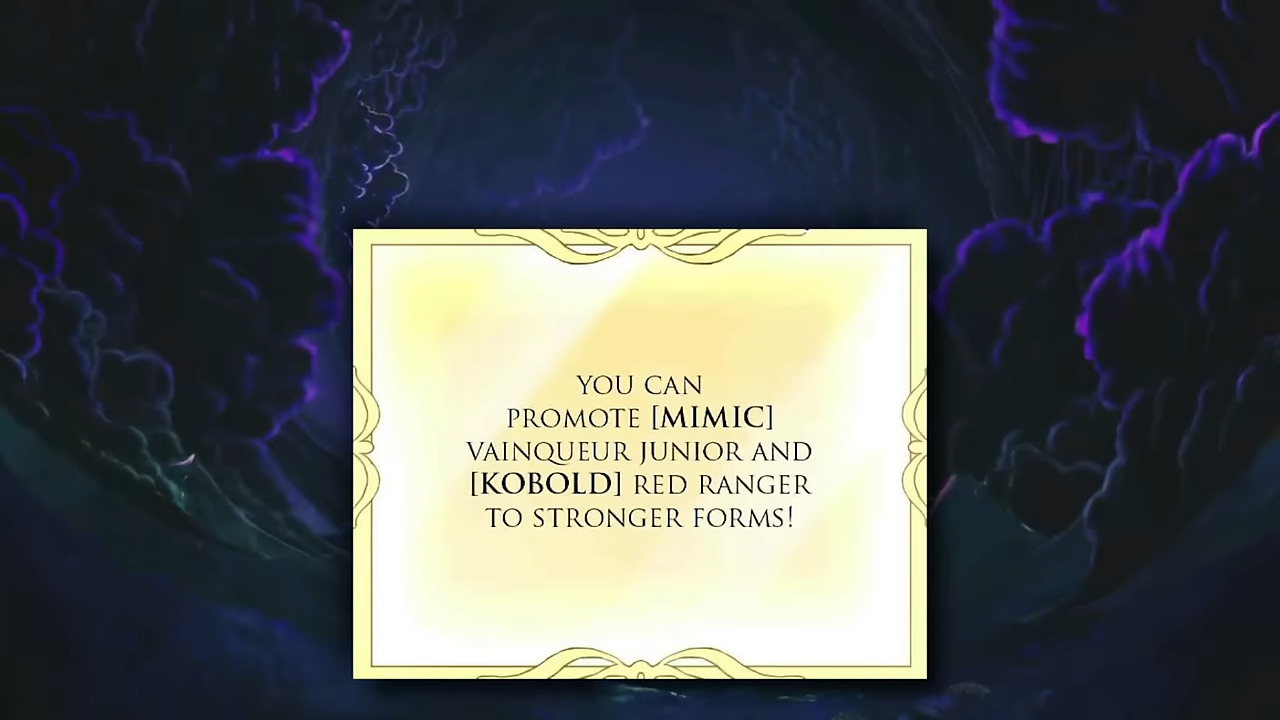 YOU CAN
PROMOTE [MIMIC]
VAINQUEUR JUNIOR AND
[KOBOLD] RED RANGER
TO STRONGER FORMS!